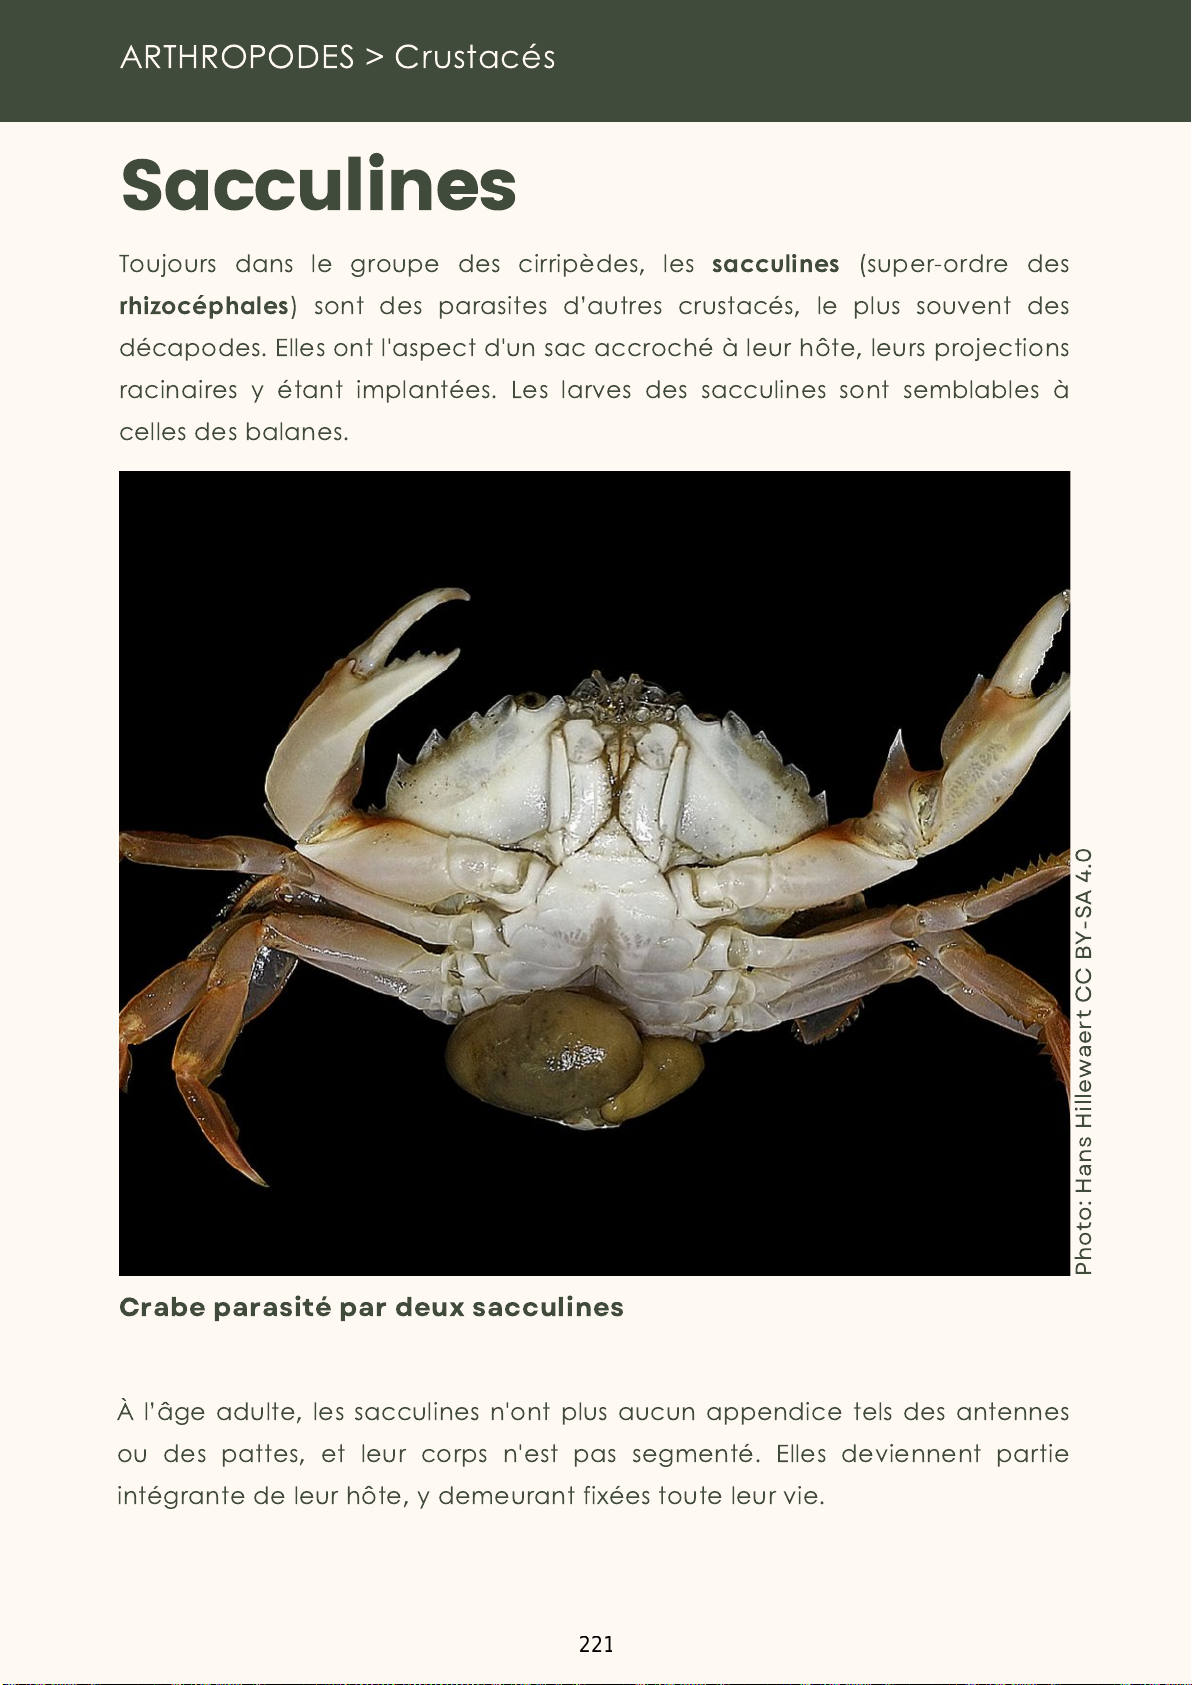 ARTHROPODES > Crustacés
Sacculines
Toujours dans le groupe des cirripèdes, les sacculines (super-ordre des
rhizocéphales) sont des parasites d'autres crustacés, le plus souvent des
décapodes. Elles ont l'aspect d'un sac accroché à leur hôte, leurs projections
racinaires y étant implantées. Les larves des sacculines sont semblables à
celles des balanes.
Photo: Hans Hillewaert CC BY-SA 4.0
Crabe parasité par deux sacculines
À l'âge adulte, les sacculines n'ont plus aucun appendice tels des antennes
ou des pattes, et leur corps n'est pas segmenté. Elles deviennent partie
intégrante de leur hôte, y demeurant fixées toute leur vie.
221